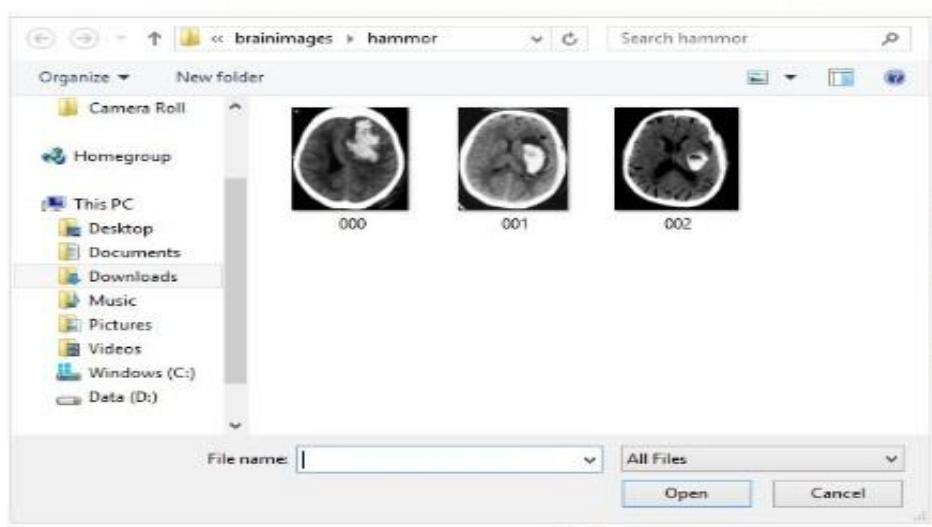 « brainimages › hammor
Search hammor
Organize
New folder
Camera Roll
Homegroup
This PC
Desktop
Documents
Downloads
Music
Pictures
Videos
Windows (C:)
Data (D:)
000
001
002
File name:
All Files
Open
Cancel